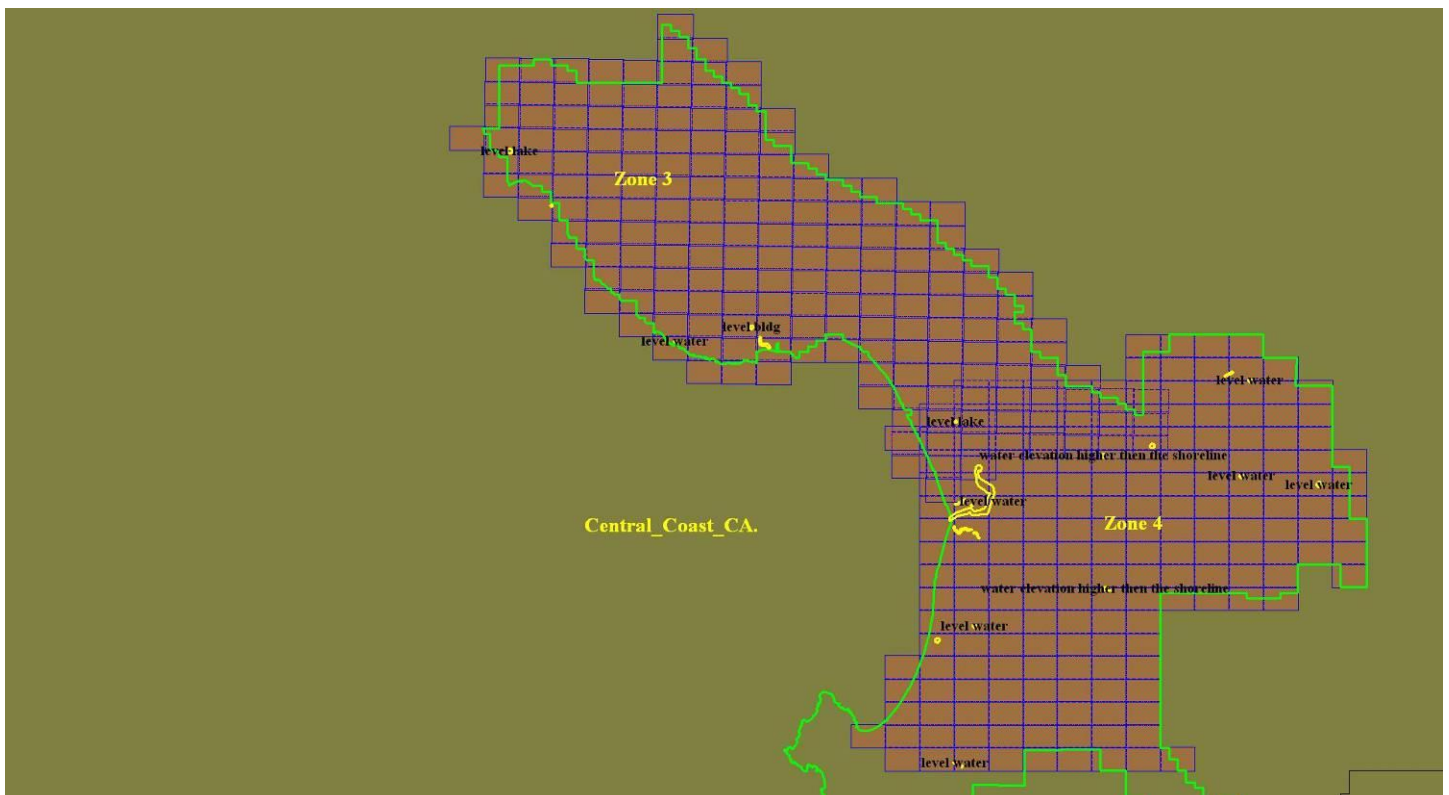 level lake
Zone 3
level bldg
level water
level water
level lake
water elevation higher then the shoreline
level water
level water
level water
Zone 4
Central_Coast_CA.
water elevation higher then the shoreline
level water
level water